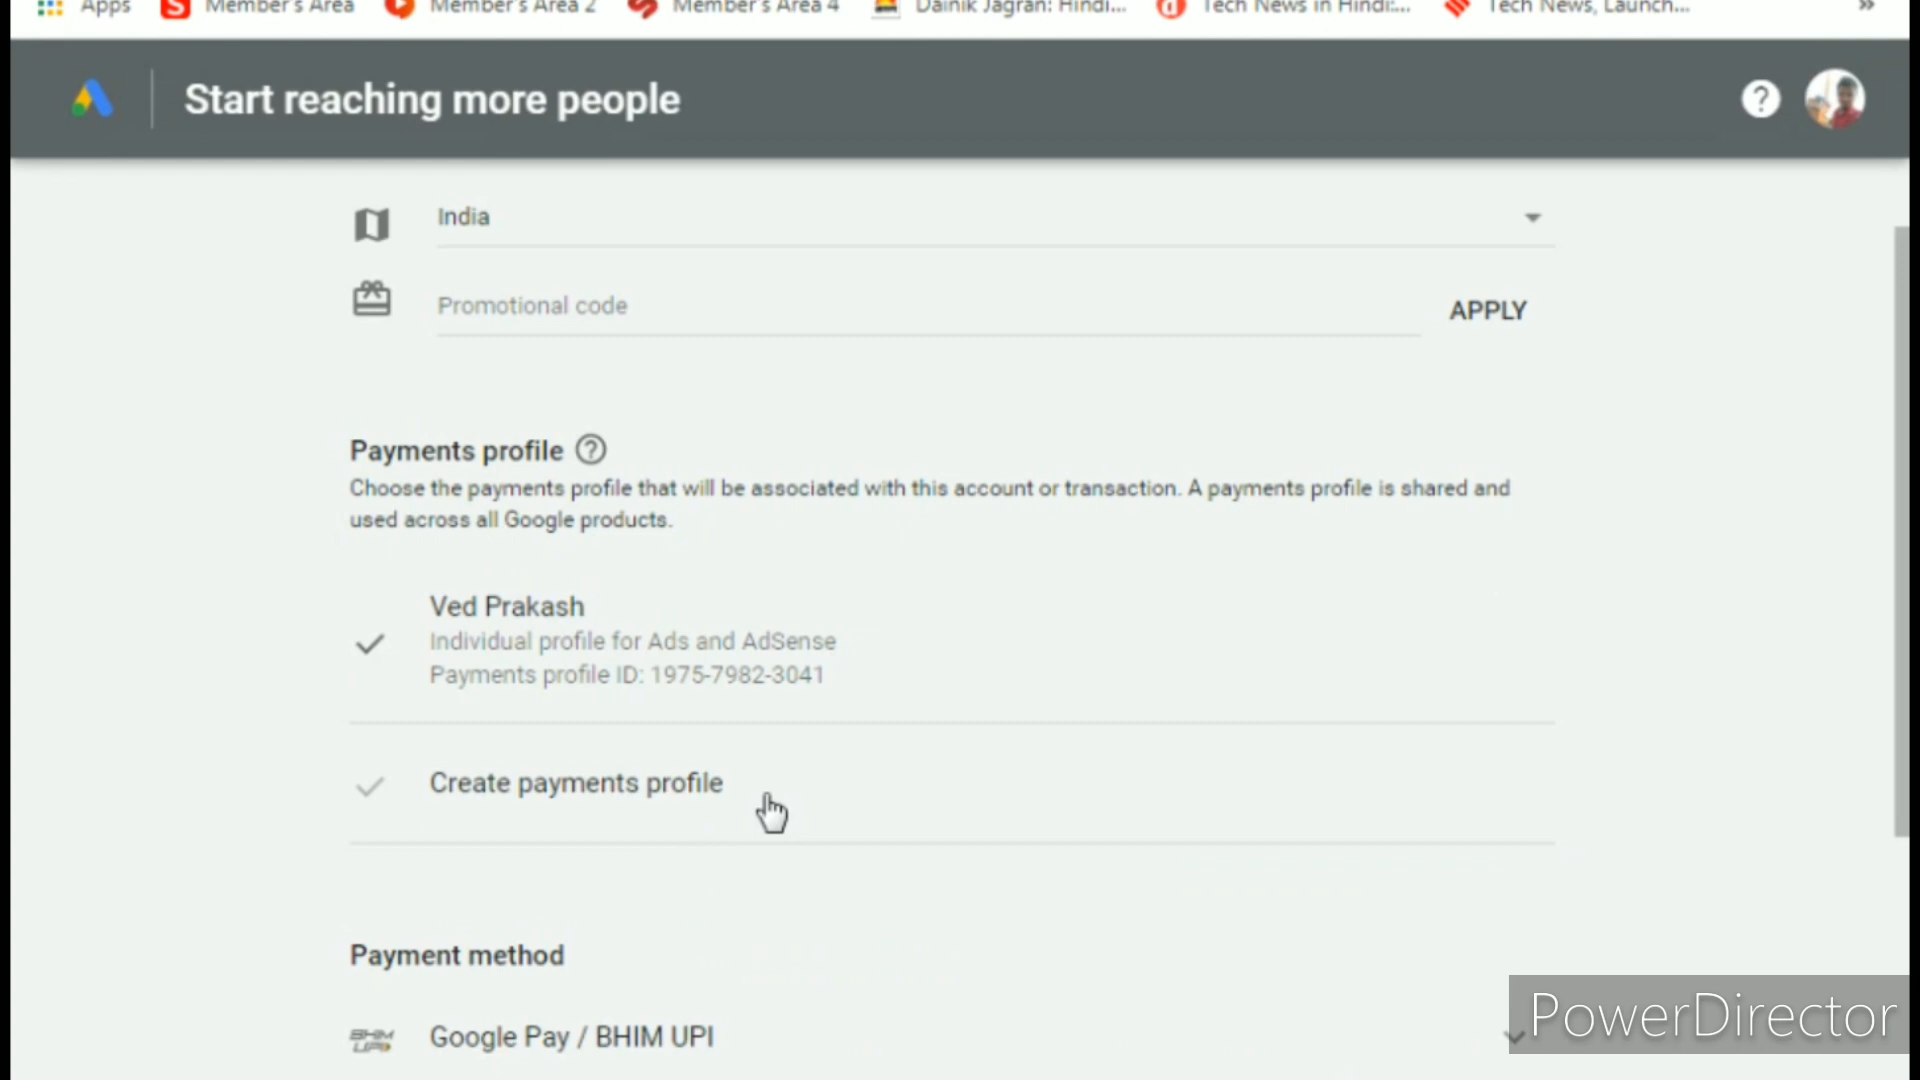 Apps Member's Area Member's Area 2 Member's Area 4 Dainik Jagran: Hindi... Tech News in Hindi:... Tech News, Launch... »
Start reaching more people
India
Promotional code
APPLY
Payments profile
Choose the payments profile that will be associated with this account or transaction. A payments profile is shared and
used across all Google products.
Ved Prakash
Individual profile for Ads and AdSense
Payments profile ID: 1975-7982-3041
Create payments profile
Payment method
BHIM
UPI
Google Pay / BHIM UPI
PowerDirector